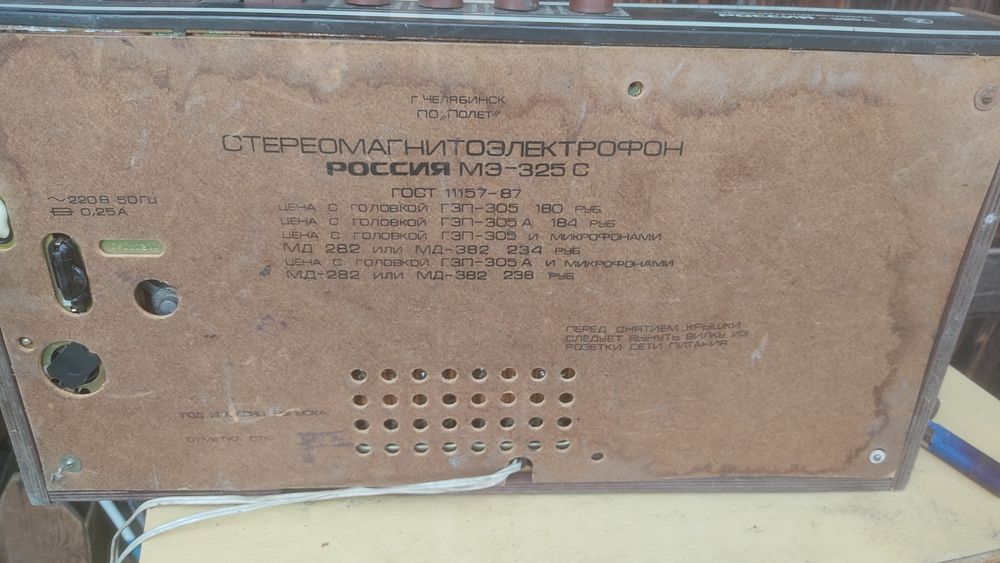 Г. ЧЕЛЯБИНСК
ПО „ПОЛЕТ"
СТЕРЕОМАГНИТОЭЛЕКТРОФОН
РОССИЯ МЭ-325 С
ГОСТ 11157-87
ЦЕНА С ГОЛОВКОЙ ГЗП-305 180 РУБ
ЦЕНА С ГОЛОВКОЙ ГЗП-305 А 184 РУБ
ЦЕНА С ГОЛОВКОЙ ГЗП-305 И МИКРОФОНАМИ
МД 282 ИЛИ МД-382 234 РУБ
ЦЕНА С ГОЛОВКОЙ ГЗП-305 А И МИКРОФОНАМИ
МД-282 ИЛИ МД-382 238 РУБ
~220 В 50 ГЦ
0,25 А
ПЕРЕД СНЯТИЕМ КРЫШКИ
СЛЕДУЕТ ВЫНУТЬ ВИЛКУ ИЗ
РОЗЕТКИ СЕТИ ПИТАНИЯ
ГОД И МЕСЯЦ ВЫПУСКА
ОТМЕТКА ОТК